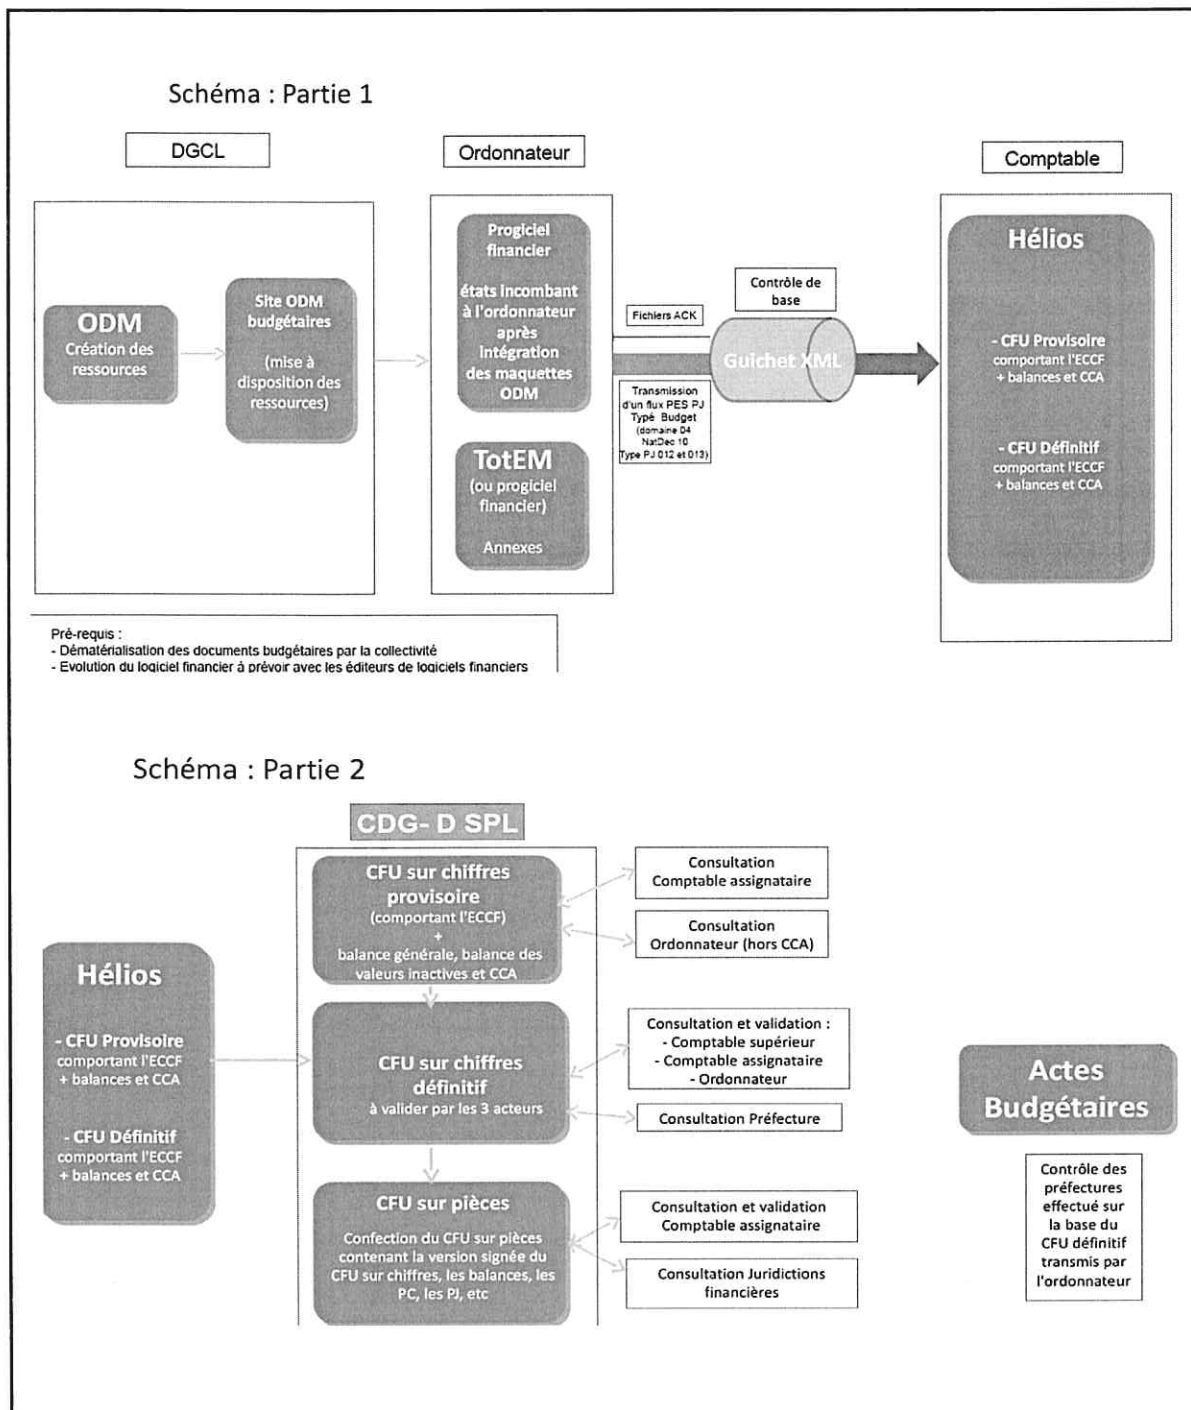 Schéma : Partie 1
DGCL
Ordonnateur
Comptable
ODM
Création des
ressources
Site ODM
budgétaires
(mise à
disposition des
ressources)
Progiciel
financier
états incombant
à l'ordonnateur
après
intégration
des maquettes
ODM
TotEM
(ou progiciel
financier)
Annexes
Fichiers ACK
Transmission
d'un flux PES PJ
Typé Budget
(domaine 04
NatDec 10
Type PJ 012 et 013)
Contrôle de
base
Guichet XML
Hélios
- CFU Provisoire
comportant l'ECCF
+ balances et CCA
- CFU Définitif
comportant l'ECCF
+ balances et CCA
Pré-requis :
- Dématérialisation des documents budgétaires par la collectivité
- Evolution du logiciel financier à prévoir avec les éditeurs de logiciels financiers
Schéma : Partie 2
CDG- D SPL
Hélios
- CFU Provisoire
comportant l'ECCF
+ balances et CCA
- CFU Définitif
comportant l'ECCF
+ balances et CCA
CFU sur chiffres
provisoire
(comportant l'ECCF)
+
balance générale, balance des
valeurs inactives et CCA
Consultation
Comptable assignataire
Consultation
Ordonnateur (hors CCA)
CFU sur chiffres
définitif
à valider par les 3 acteurs
Consultation et validation :
- Comptable supérieur
- Comptable assignataire
- Ordonnateur
Consultation Préfecture
CFU sur pièces
Confection du CFU sur pièces
contenant la version signée du
CFU sur chiffres, les balances, les
PC, les PJ, etc
Consultation et validation
Comptable assignataire
Consultation Juridictions
financières
Actes
Budgétaires
Contrôle des
préfectures
effectué sur
la base du
CFU définitif
transmis par
l'ordonnateur